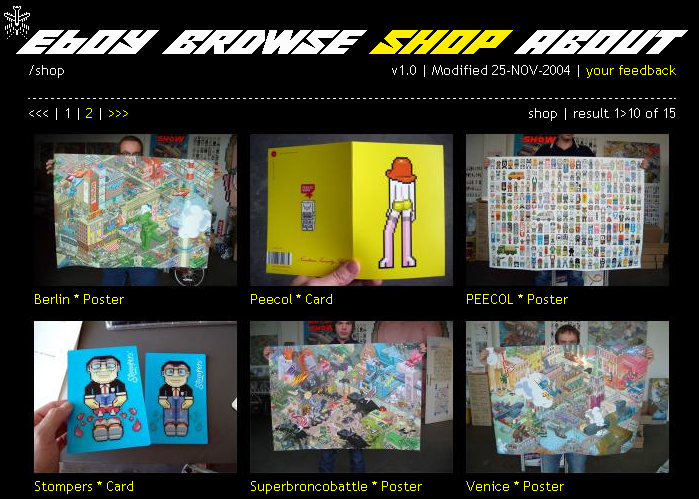 EBOY BROWSE SHOP ABOUT
/shop
v1.0 | Modified 25-NOV-2004 | your feedback
<<< | 1 | 2 | >>>
shop | result 1>10 of 15
Berlin * Poster
Peecol * Card
PEECOL * Poster
Stompers * Card
Superbroncobattle * Poster
Venice * Poster